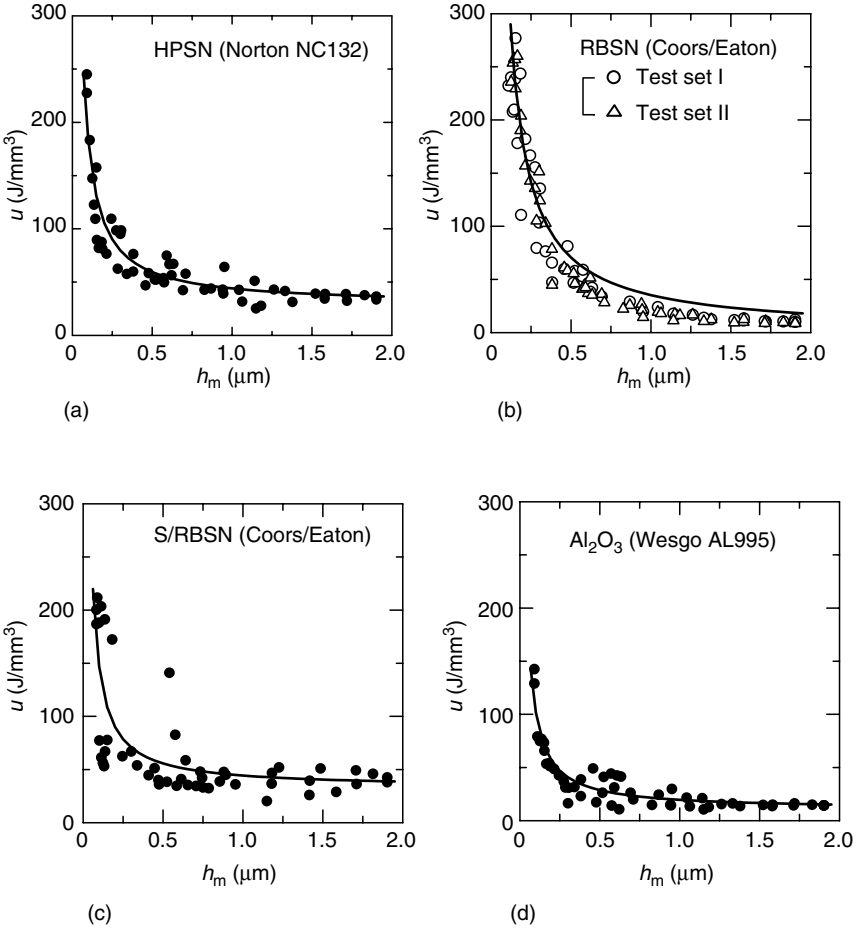 300
200
100
0
u (J/mm³)
HPSN (Norton NC132)
0 0.5 1.0 1.5 2.0
hm (μm)
(a)
300
200
100
0
u (J/mm³)
RBSN (Coors/Eaton)
Test set I
Test set II
0 0.5 1.0 1.5 2.0
hm (μm)
(b)
300
200
100
0
u (J/mm³)
S/RBSN (Coors/Eaton)
0 0.5 1.0 1.5 2.0
hm (μm)
(c)
300
200
100
0
u (J/mm³)
Al₂O₃ (Wesgo AL995)
0 0.5 1.0 1.5 2.0
hm (μm)
(d)